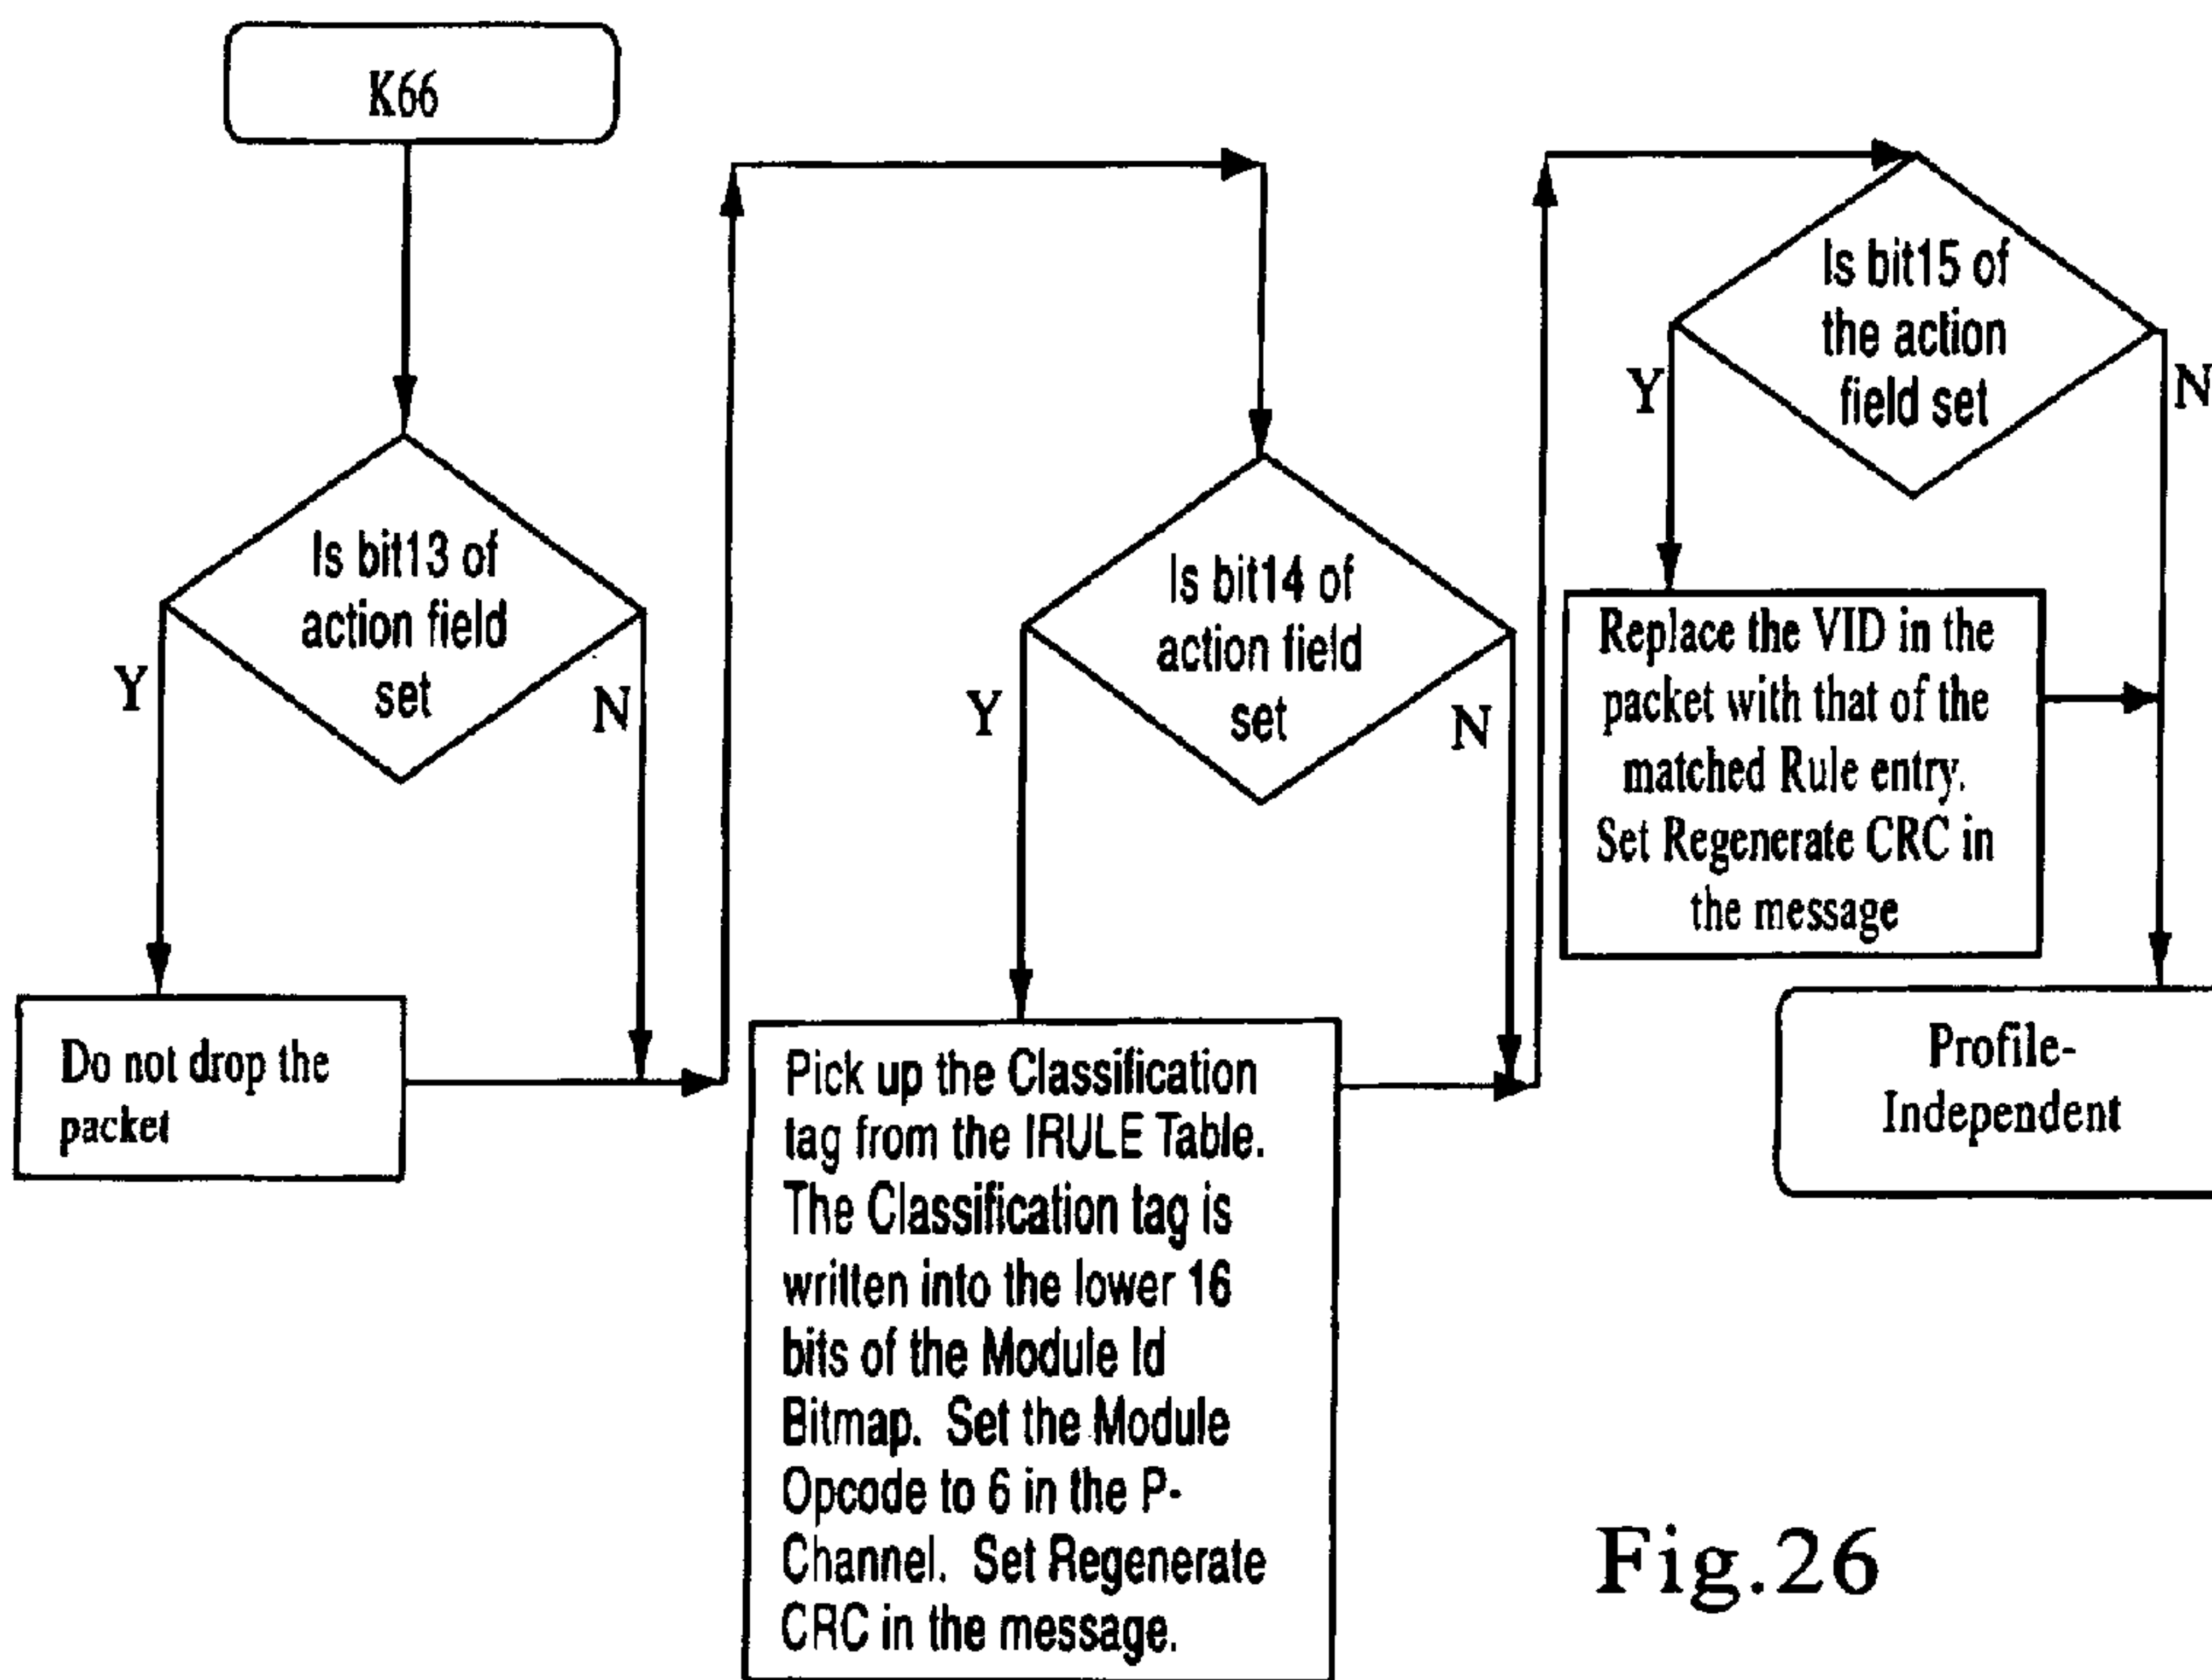 K66
Is bit13 of
action field
set
Y
N
Do not drop the
packet
Is bit14 of
action field
set
Y
N
Pick up the Classification
tag from the IRULE Table.
The Classification tag is
written into the lower 16
bits of the Module Id
Bitmap. Set the Module
Opcode to 6 in the P-
Channel. Set Regenerate
CRC in the message.
Is bit15 of
the action
field set
Y
N
Replace the VID in the
packet with that of the
matched Rule entry.
Set Regenerate CRC in
the message
Profile-
Independent
Fig.26